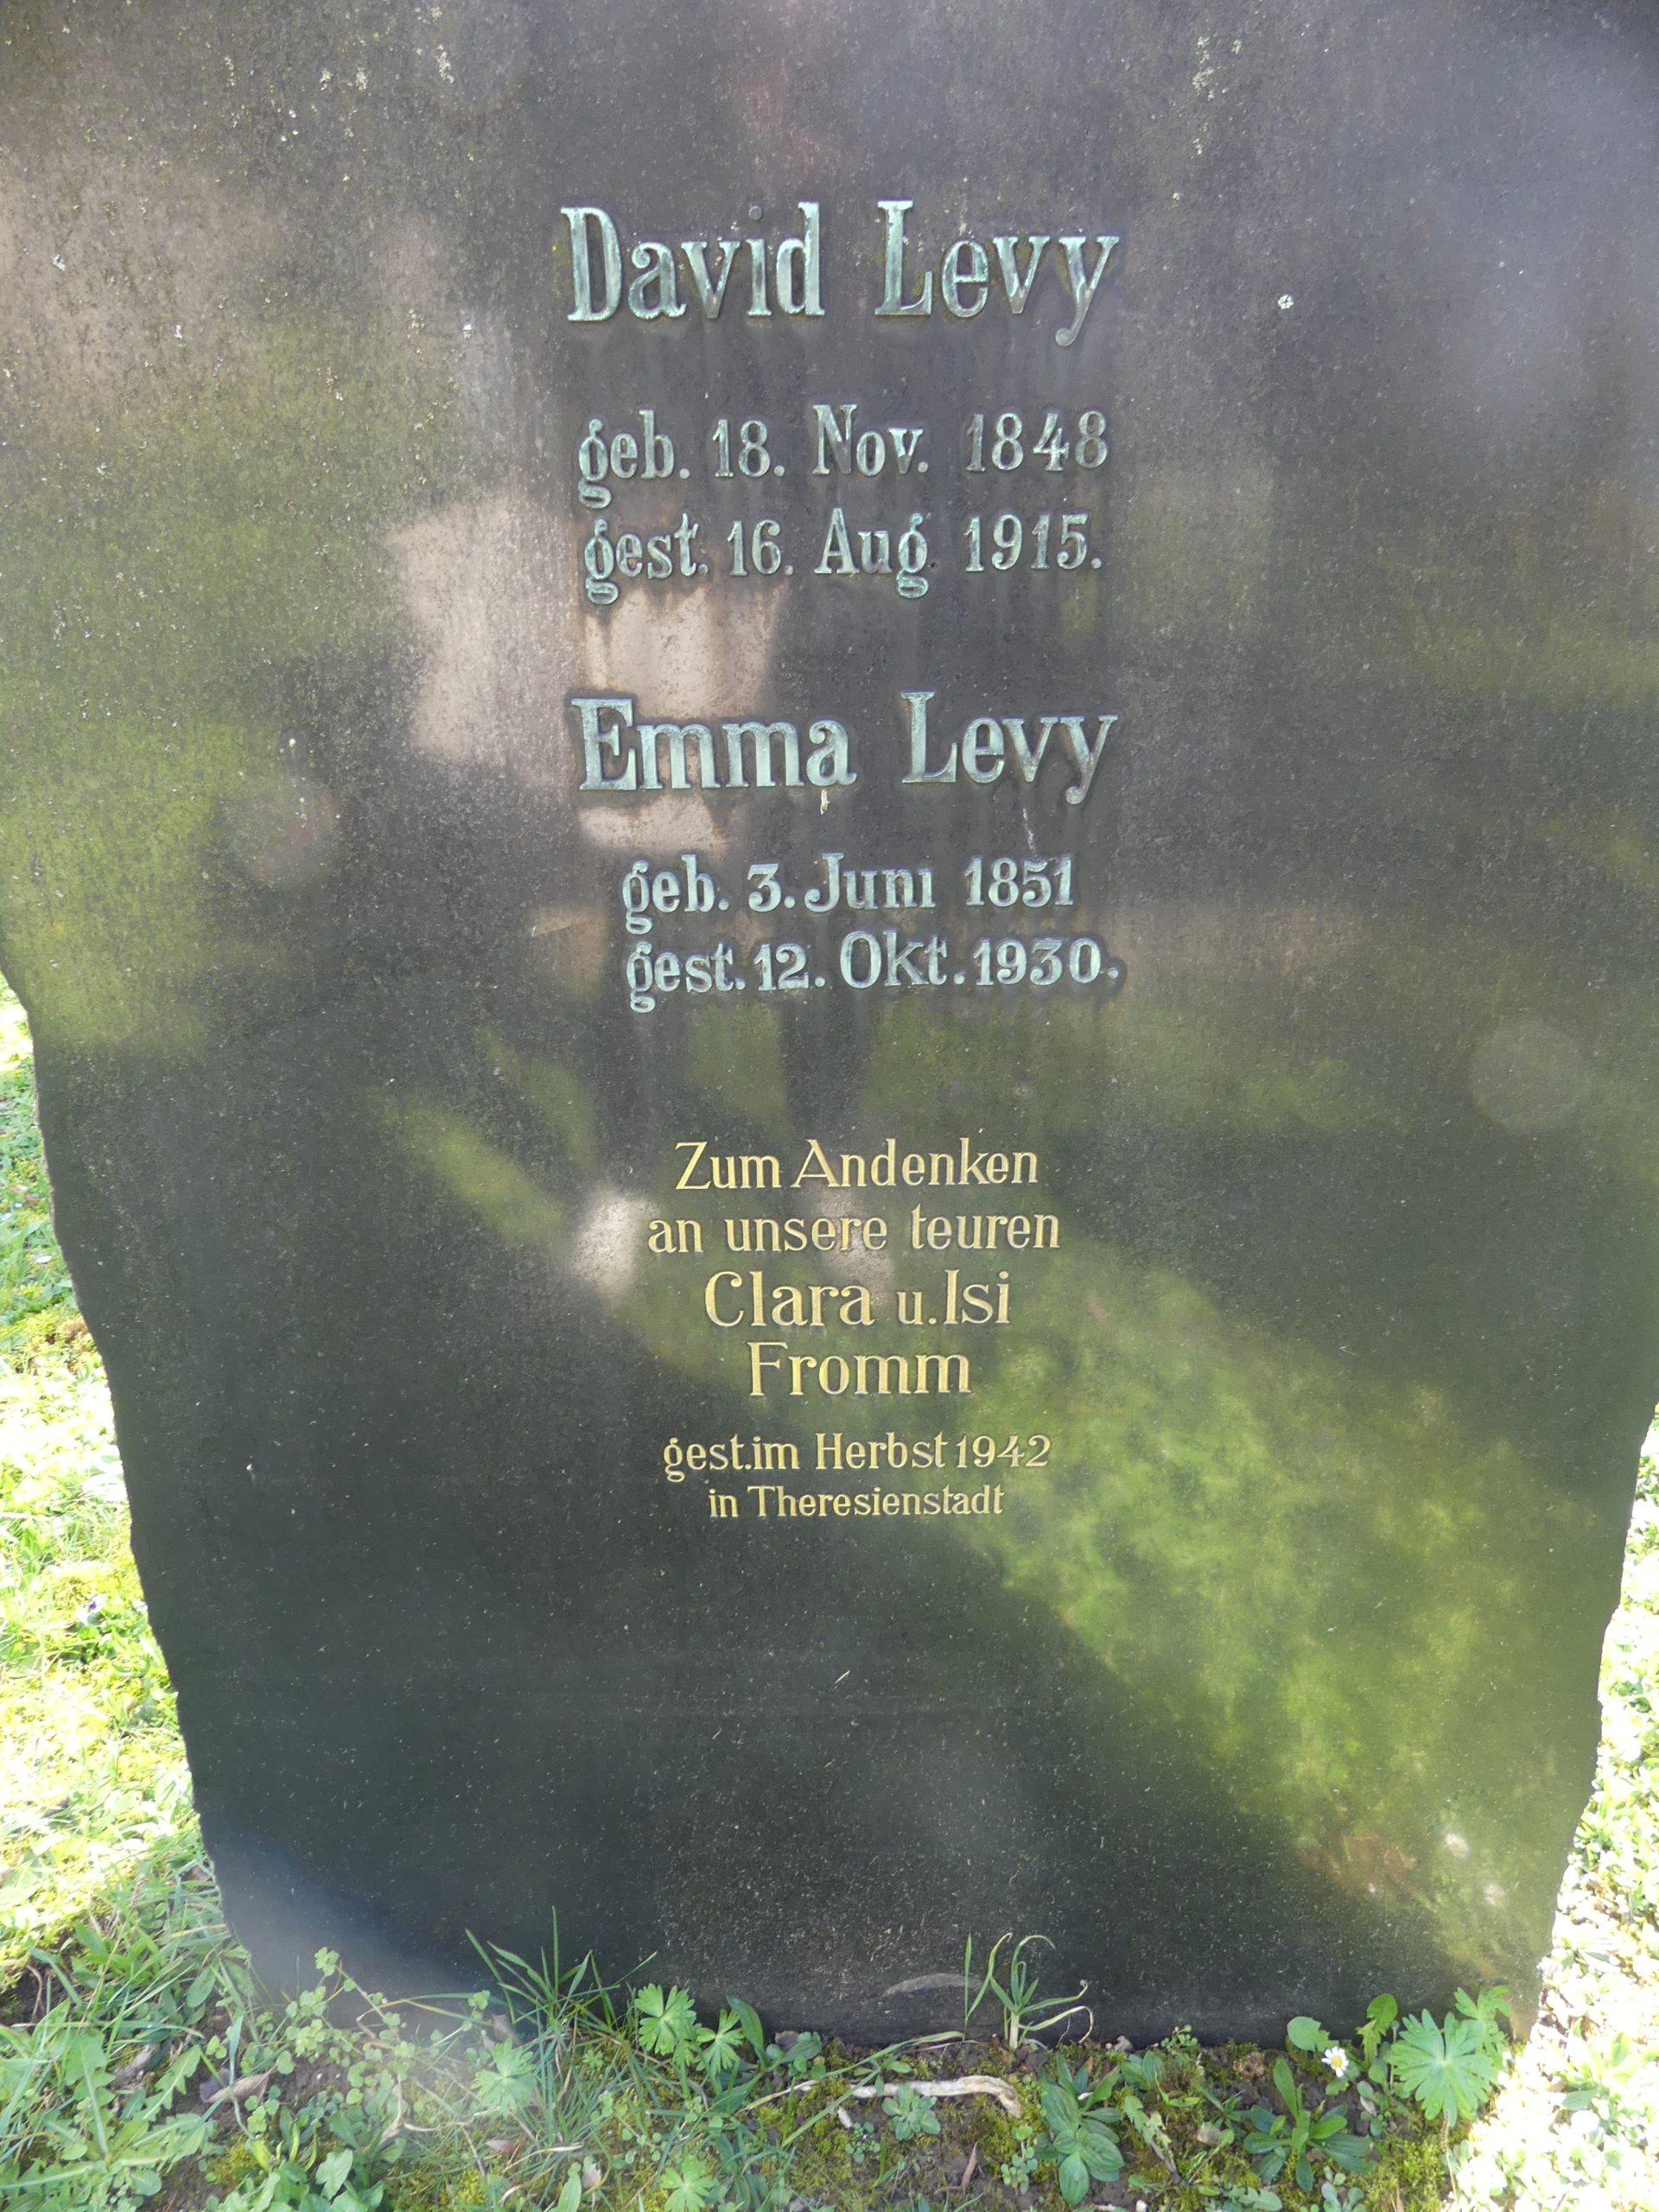 David Levy
geb. 18. Nov. 1848
gest. 16. Aug 1915.
Emma Levy
geb. 3. Juni 1851
gest. 12. Okt. 1930.
Zum Andenken
an unsere teuren
Clara u. Isi
Fromm
gest. im Herbst 1942
in Theresienstadt